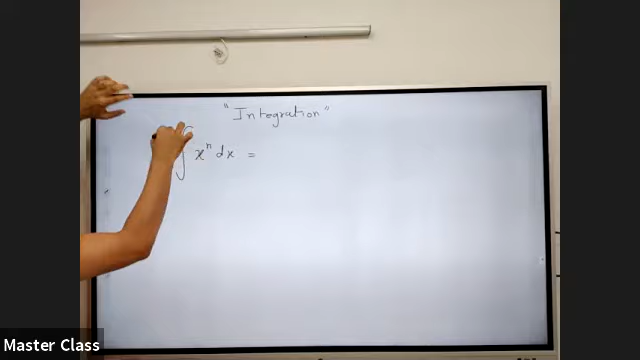 "Integration"
∫ xⁿ dx =
Master Class